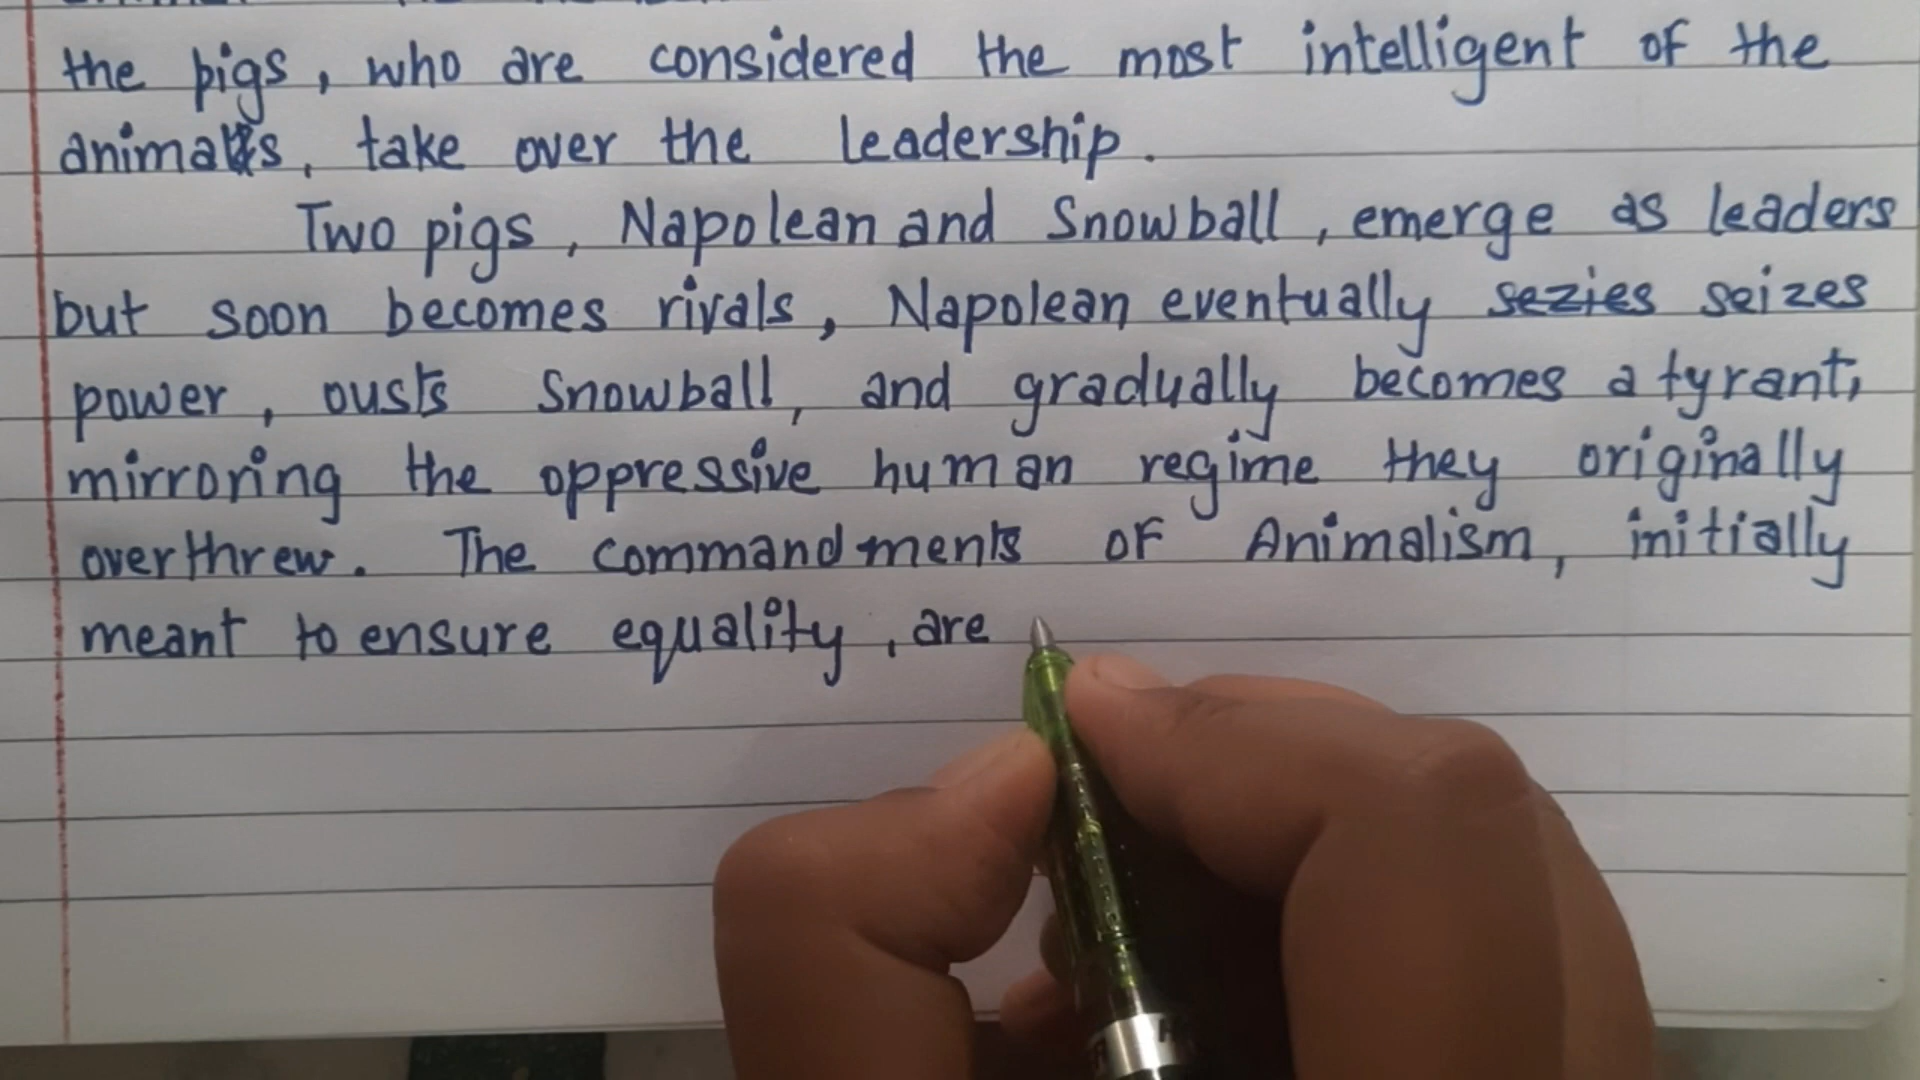 the pigs, who are considered the most intelligent of the
animals, take over the leadership.
Two pigs, Napolean and Snowball, emerge as leaders
but soon becomes rivals, Napolean eventually sezies seizes
power, ousts Snowball, and gradually becomes a tyrant,
mirroring the oppressive human regime they originally
overthrew. The commandments of Animalism, initially
meant to ensure equality, are